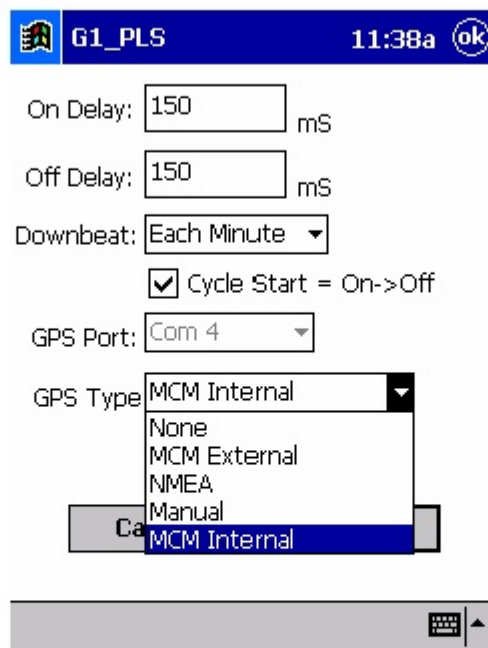 G1_PLS 11:38a ok
On Delay: 150 mS
Off Delay: 150 mS
Downbeat: Each Minute
Cycle Start = On->Off
GPS Port: Com 4
GPS Type MCM Internal
None
MCM External
NMEA
Manual
Ca
MCM Internal